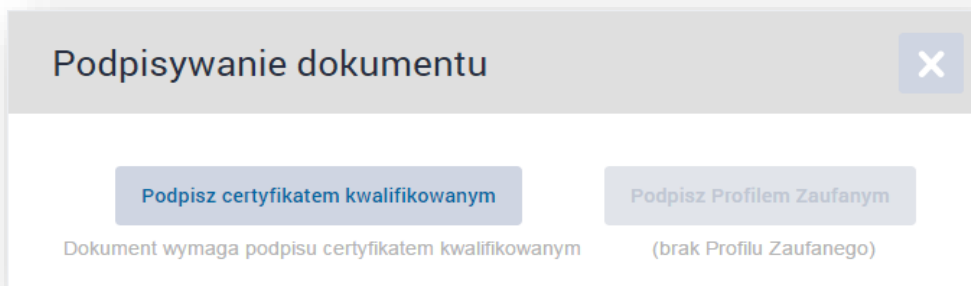 Podpisywanie dokumentu
Podpisz certyfikatem kwalifikowanym
Podpisz Profilem Zaufanym
Dokument wymaga podpisu certyfikatem kwalifikowanym
(brak Profilu Zaufanego)